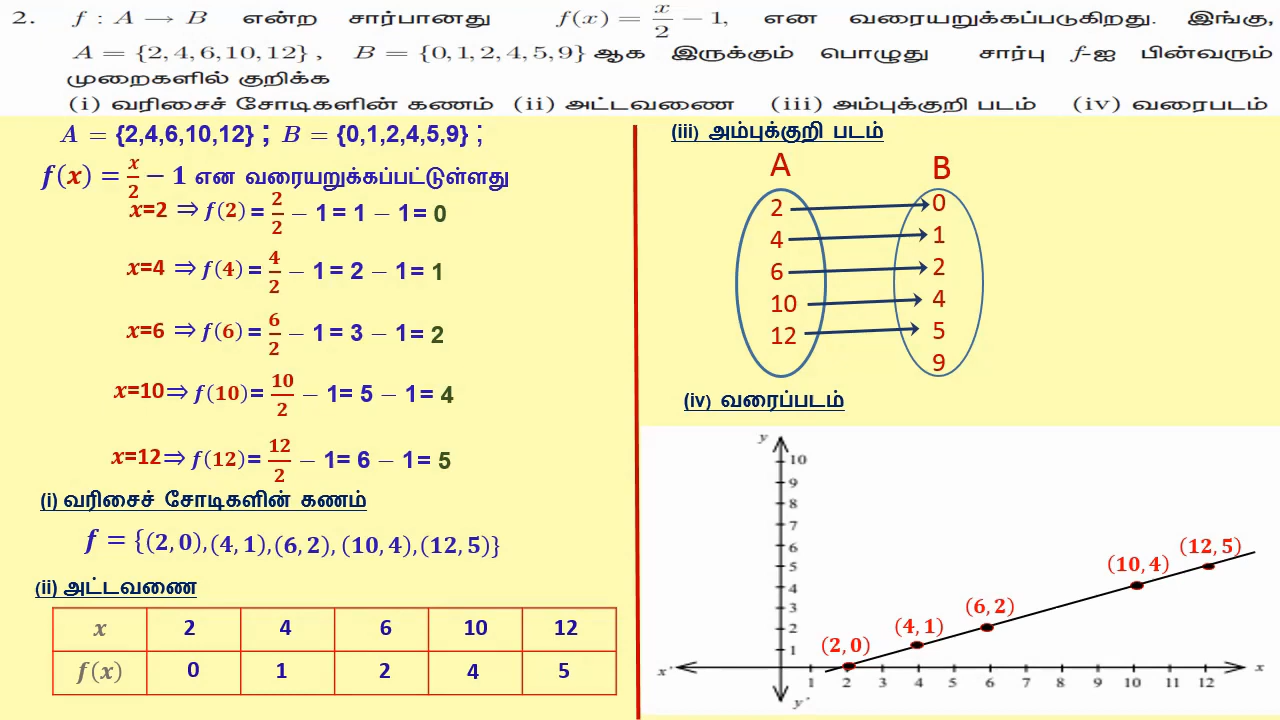 2. f : A → B என்ற சார்பானது f(x) = x/2 − 1, என வரையறுக்கப்படுகிறது. இங்கு,
A = {2, 4, 6, 10, 12} , B = {0, 1, 2, 4, 5, 9} ஆக இருக்கும் பொழுது சார்பு f-ஐ பின்வரும்
முறைகளில் குறிக்க
(i) வரிசைச் சோடிகளின் கணம் (ii) அட்டவணை (iii) அம்புக்குறி படம் (iv) வரைபடம்
A = {2,4,6,10,12} ; B = {0,1,2,4,5,9} ;
f(x) = x/2 − 1 என வரையறுக்கப்பட்டுள்ளது
x=2 ⇒ f(2) = 2/2 − 1 = 1 − 1 = 0
x=4 ⇒ f(4) = 4/2 − 1 = 2 − 1 = 1
x=6 ⇒ f(6) = 6/2 − 1 = 3 − 1 = 2
x=10 ⇒ f(10) = 10/2 − 1 = 5 − 1 = 4
x=12 ⇒ f(12) = 12/2 − 1 = 6 − 1 = 5
(i) வரிசைச் சோடிகளின் கணம்
f = {(2, 0), (4, 1), (6, 2), (10, 4), (12, 5)}
(ii) அட்டவணை
x 2 4 6 10 12
f(x) 0 1 2 4 5
(iii) அம்புக்குறி படம்
A B
2 0
4 1
6 2
10 4
12 5
9
(iv) வரைப்படம்
y
10
9
8
7
6
5
4
3
2
1
(2, 0) (4, 1) (6, 2) (10, 4) (12, 5)
x' x
1 2 3 4 5 6 7 8 9 10 11 12
y'